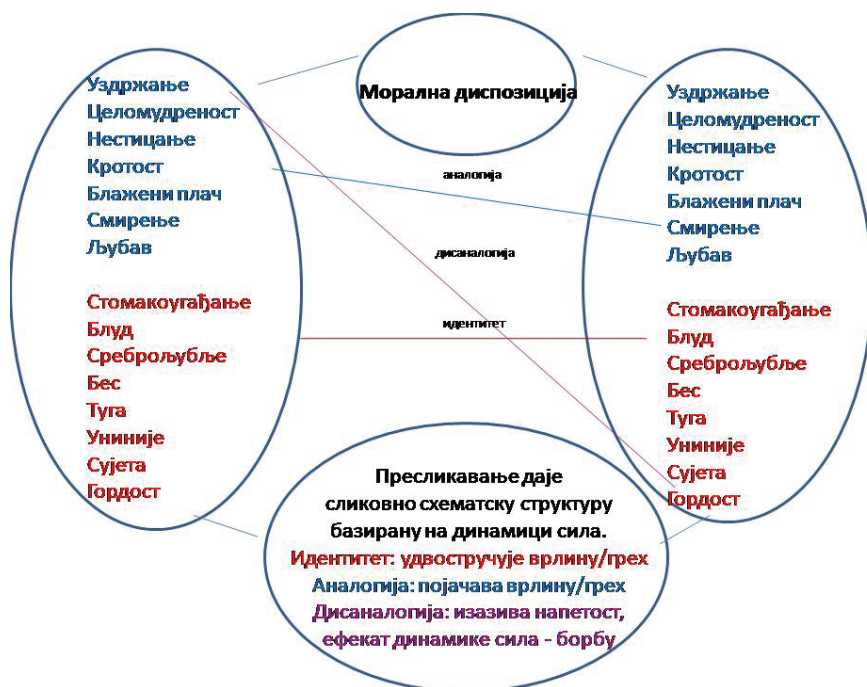 Морална диспозиција
Уздржање
Целомудреност
Нестицање
Кротост
Блажени плач
Смирење
Љубав
Стомакоугађање
Блуд
Среброљубље
Бес
Туга
Униније
Сујета
Гордост
аналогија
дисаналогија
идентитет
Уздржање
Целомудреност
Нестицање
Кротост
Блажени плач
Смирење
Љубав
Стомакоугађање
Блуд
Среброљубље
Бес
Туга
Униније
Сујета
Гордост
Пресликавање даје
сликовно схематску структуру
базирану на динамици сила.
Идентитет: удвостручује врлину/грех
Аналогија: појачава врлину/грех
Дисаналогија: изазива напетост,
ефекат динамике сила - борбу